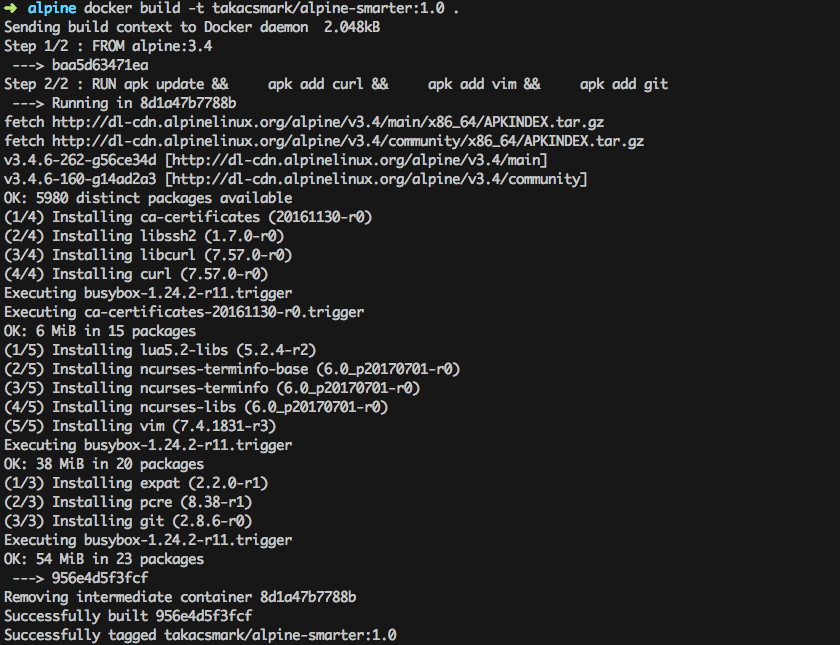 ➜ alpine docker build -t takacsmark/alpine-smarter:1.0 .
Sending build context to Docker daemon  2.048kB
Step 1/2 : FROM alpine:3.4
 ---> baa5d63471ea
Step 2/2 : RUN apk update &&     apk add curl &&     apk add vim &&     apk add git
 ---> Running in 8d1a47b7788b
fetch http://dl-cdn.alpinelinux.org/alpine/v3.4/main/x86_64/APKINDEX.tar.gz
fetch http://dl-cdn.alpinelinux.org/alpine/v3.4/community/x86_64/APKINDEX.tar.gz
v3.4.6-262-g56ce34d [http://dl-cdn.alpinelinux.org/alpine/v3.4/main]
v3.4.6-160-g14ad2a3 [http://dl-cdn.alpinelinux.org/alpine/v3.4/community]
OK: 5980 distinct packages available
(1/4) Installing ca-certificates (20161130-r0)
(2/4) Installing libssh2 (1.7.0-r0)
(3/4) Installing libcurl (7.57.0-r0)
(4/4) Installing curl (7.57.0-r0)
Executing busybox-1.24.2-r11.trigger
Executing ca-certificates-20161130-r0.trigger
OK: 6 MiB in 15 packages
(1/5) Installing lua5.2-libs (5.2.4-r2)
(2/5) Installing ncurses-terminfo-base (6.0_p20170701-r0)
(3/5) Installing ncurses-terminfo (6.0_p20170701-r0)
(4/5) Installing ncurses-libs (6.0_p20170701-r0)
(5/5) Installing vim (7.4.1831-r3)
Executing busybox-1.24.2-r11.trigger
OK: 38 MiB in 20 packages
(1/3) Installing expat (2.2.0-r1)
(2/3) Installing pcre (8.38-r1)
(3/3) Installing git (2.8.6-r0)
Executing busybox-1.24.2-r11.trigger
OK: 54 MiB in 23 packages
 ---> 956e4d5f3fcf
Removing intermediate container 8d1a47b7788b
Successfully built 956e4d5f3fcf
Successfully tagged takacsmark/alpine-smarter:1.0